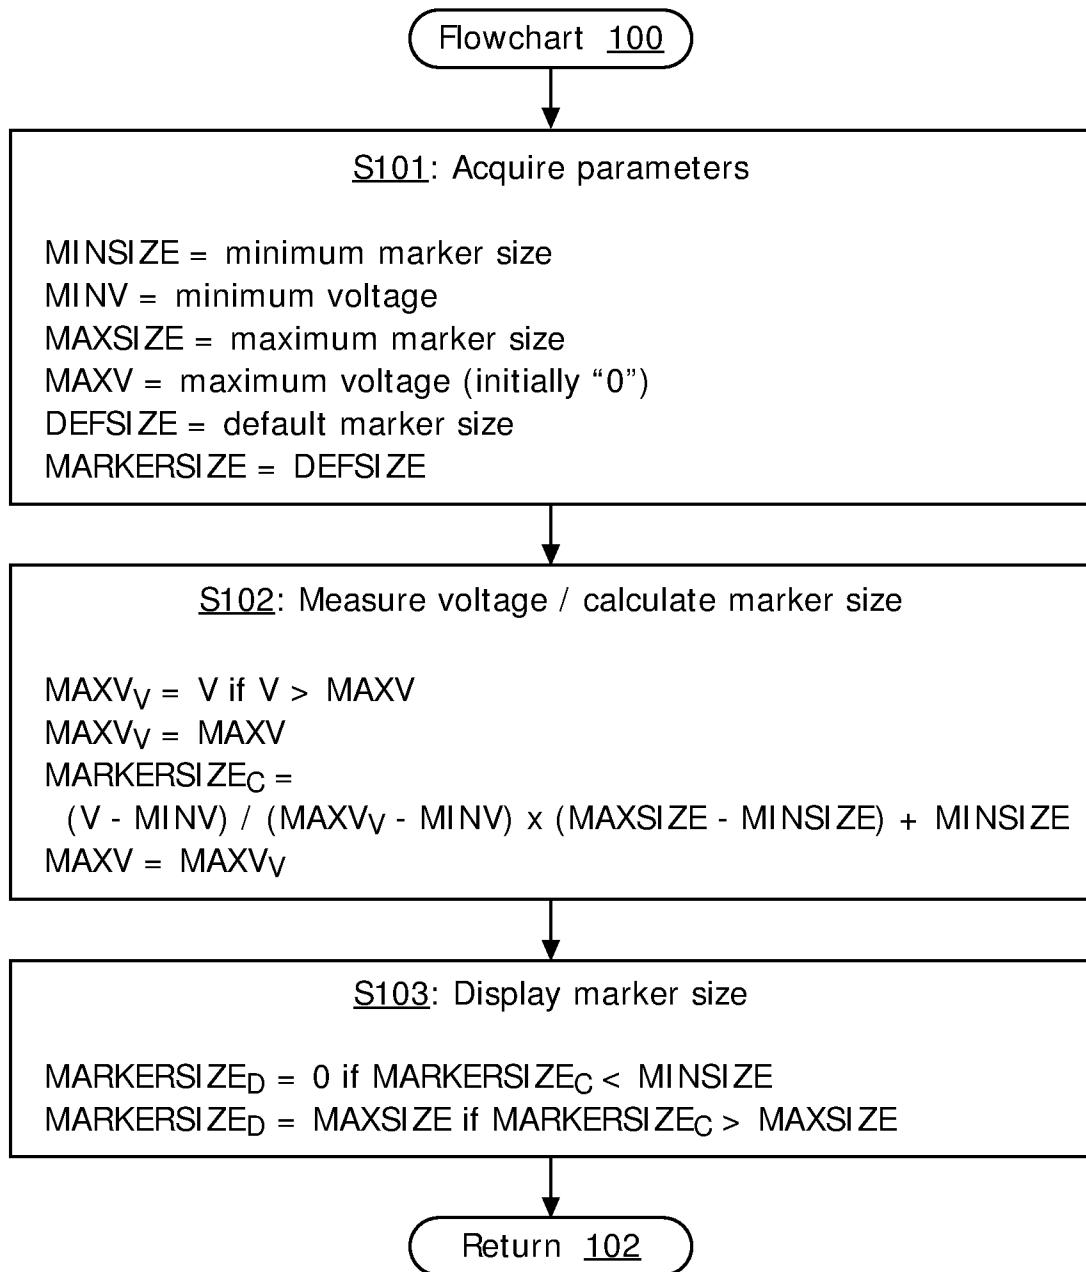 Flowchart 100
S101: Acquire parameters
MINSIZE = minimum marker size
MINV = minimum voltage
MAXSIZE = maximum marker size
MAXV = maximum voltage (initially “0”)
DEFSIZE = default marker size
MARKERSIZE = DEFSIZE
S102: Measure voltage / calculate marker size
MAXVV = V if V > MAXV
MAXVV = MAXV
MARKERSIZEC =
(V - MINV) / (MAXVV - MINV) x (MAXSIZE - MINSIZE) + MINSIZE
MAXV = MAXVV
S103: Display marker size
MARKERSIZED = 0 if MARKERSIZEC < MINSIZE
MARKERSIZED = MAXSIZE if MARKERSIZEC > MAXSIZE
Return 102